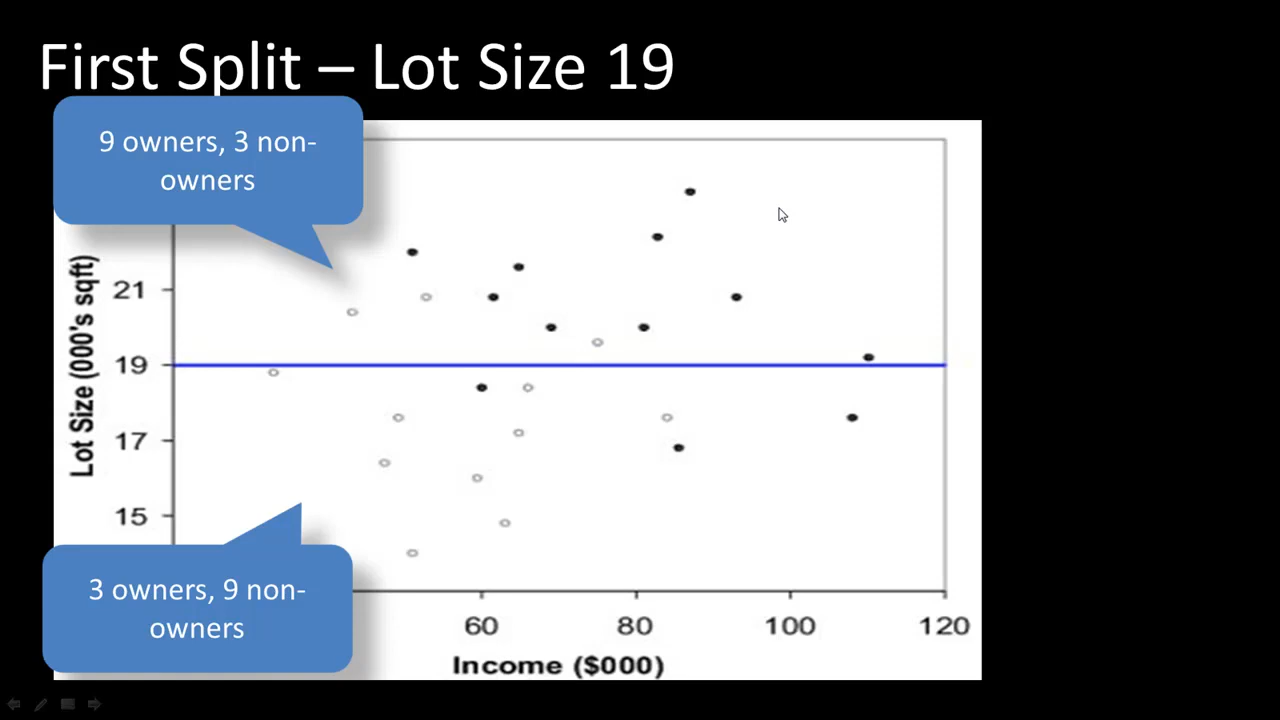 First Split – Lot Size 19
9 owners, 3 non-
owners
Lot Size (000's sqft)
21
19
17
15
3 owners, 9 non-
owners
60 80 100 120
Income ($000)